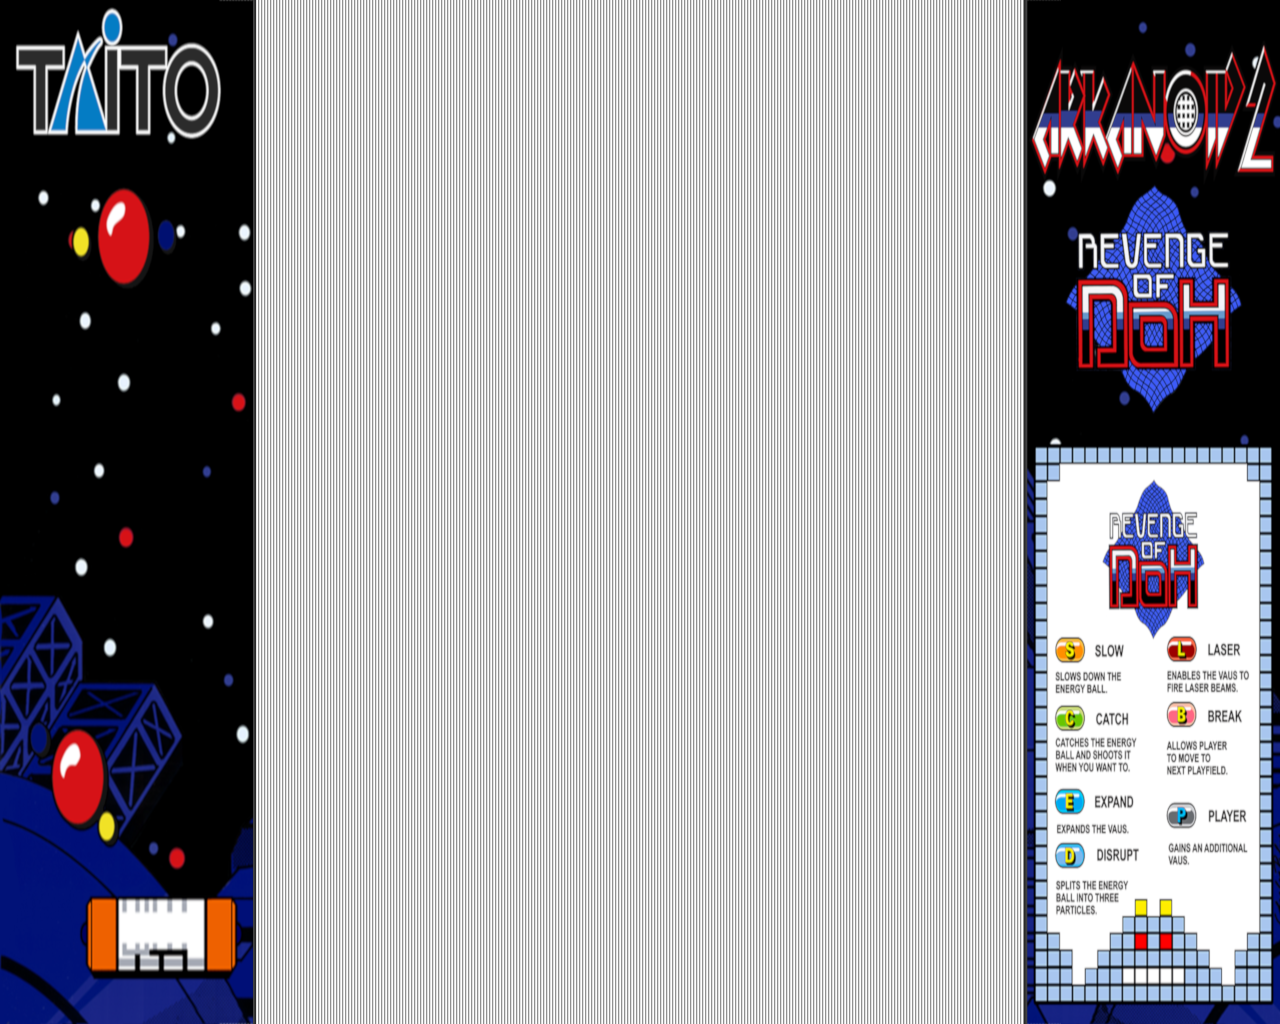 TAITO
ARKANOID 2
REVENGE
OF
DOH
REVENGE
OF
DOH
S SLOW
SLOWS DOWN THE
ENERGY BALL.
C CATCH
CATCHES THE ENERGY
BALL AND SHOOTS IT
WHEN YOU WANT TO.
E EXPAND
EXPANDS THE VAUS.
D DISRUPT
SPLITS THE ENERGY
BALL INTO THREE
PARTICLES.
L LASER
ENABLES THE VAUS TO
FIRE LASER BEAMS.
B BREAK
ALLOWS PLAYER
TO MOVE TO
NEXT PLAYFIELD.
P PLAYER
GAINS AN ADDITIONAL
VAUS.